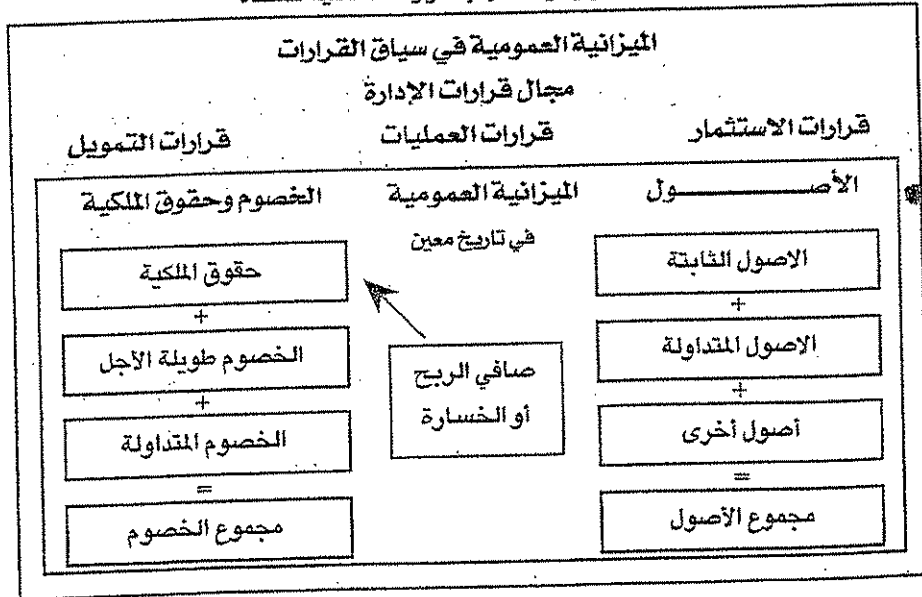 الميزانية العمومية في سياق القرارات
مجال قرارات الإدارة
قرارات الاستثمار
قرارات العمليات
قرارات التمويل
الأصـــــــــول
الميزانية العمومية
الخصوم وحقوق الملكية
في تاريخ معين
الاصول الثابتة
+
الاصول المتداولة
+
أصول أخرى
=
مجموع الأصول
صافي الربح
أو الخسارة
حقوق الملكية
+
الخصوم طويلة الأجل
+
الخصوم المتداولة
=
مجموع الخصوم